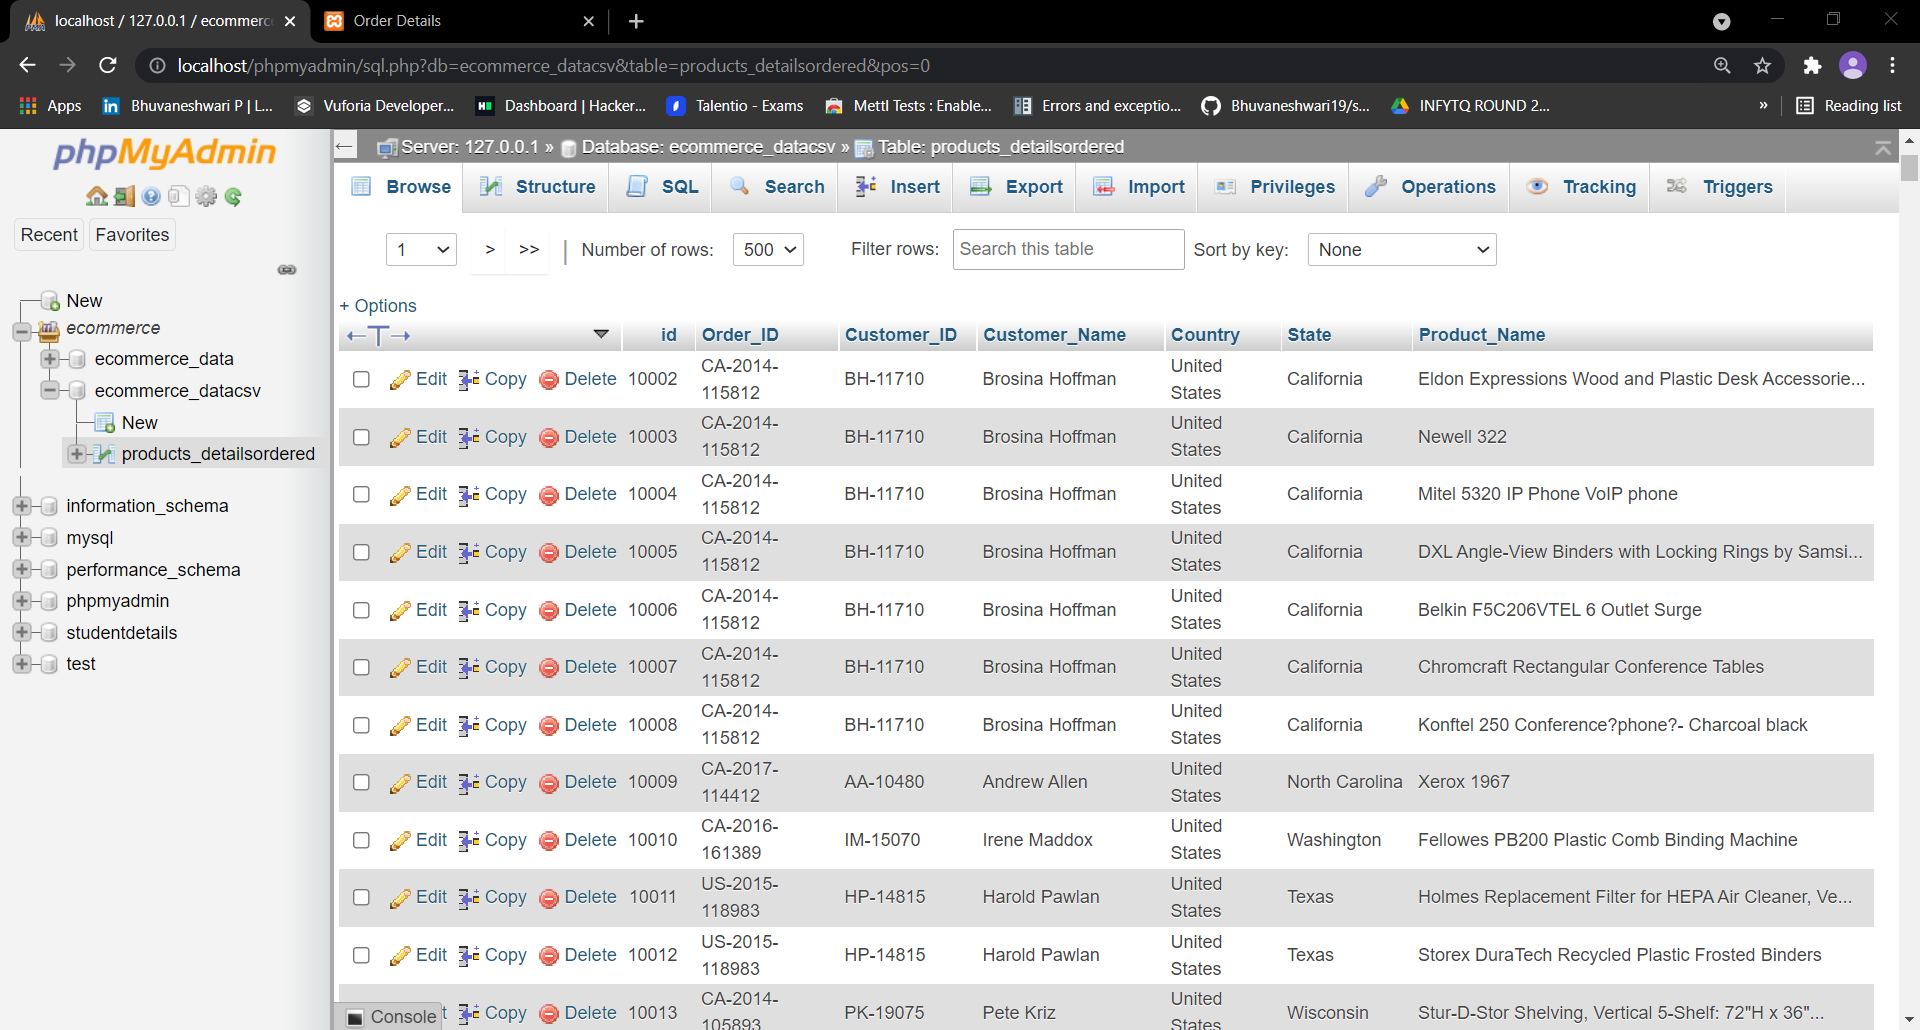 localhost / 127.0.0.1 / ecommerc
Order Details
localhost/phpmyadmin/sql.php?db=ecommerce_datacsv&table=products_detailsordered&pos=0
Apps
Bhuvaneshwari P | L...
Vuforia Developer...
Dashboard | Hacker...
Talentio - Exams
Mettl Tests : Enable...
Errors and exceptio...
Bhuvaneshwari19/s...
INFYTQ ROUND 2...
»
Reading list
phpMyAdmin
Recent
Favorites
New
ecommerce
ecommerce_data
ecommerce_datacsv
New
products_detailsordered
information_schema
mysql
performance_schema
phpmyadmin
studentdetails
test
Server: 127.0.0.1 » Database: ecommerce_datacsv » Table: products_detailsordered
Browse Structure SQL Search Insert Export Import Privileges Operations Tracking Triggers
1 > >> | Number of rows: 500 Filter rows: Search this table Sort by key: None
+ Options
←T→ id Order_ID Customer_ID Customer_Name Country State Product_Name
Edit Copy Delete 10002 CA-2014-115812 BH-11710 Brosina Hoffman United States California Eldon Expressions Wood and Plastic Desk Accessorie...
Edit Copy Delete 10003 CA-2014-115812 BH-11710 Brosina Hoffman United States California Newell 322
Edit Copy Delete 10004 CA-2014-115812 BH-11710 Brosina Hoffman United States California Mitel 5320 IP Phone VoIP phone
Edit Copy Delete 10005 CA-2014-115812 BH-11710 Brosina Hoffman United States California DXL Angle-View Binders with Locking Rings by Samsi...
Edit Copy Delete 10006 CA-2014-115812 BH-11710 Brosina Hoffman United States California Belkin F5C206VTEL 6 Outlet Surge
Edit Copy Delete 10007 CA-2014-115812 BH-11710 Brosina Hoffman United States California Chromcraft Rectangular Conference Tables
Edit Copy Delete 10008 CA-2014-115812 BH-11710 Brosina Hoffman United States California Konftel 250 Conference?phone?- Charcoal black
Edit Copy Delete 10009 CA-2017-114412 AA-10480 Andrew Allen United States North Carolina Xerox 1967
Edit Copy Delete 10010 CA-2016-161389 IM-15070 Irene Maddox United States Washington Fellowes PB200 Plastic Comb Binding Machine
Edit Copy Delete 10011 US-2015-118983 HP-14815 Harold Pawlan United States Texas Holmes Replacement Filter for HEPA Air Cleaner, Ve...
Edit Copy Delete 10012 US-2015-118983 HP-14815 Harold Pawlan United States Texas Storex DuraTech Recycled Plastic Frosted Binders
Copy Delete 10013 CA-2014-105893 PK-19075 Pete Kriz United States Wisconsin Stur-D-Stor Shelving, Vertical 5-Shelf: 72"H x 36"...
Console